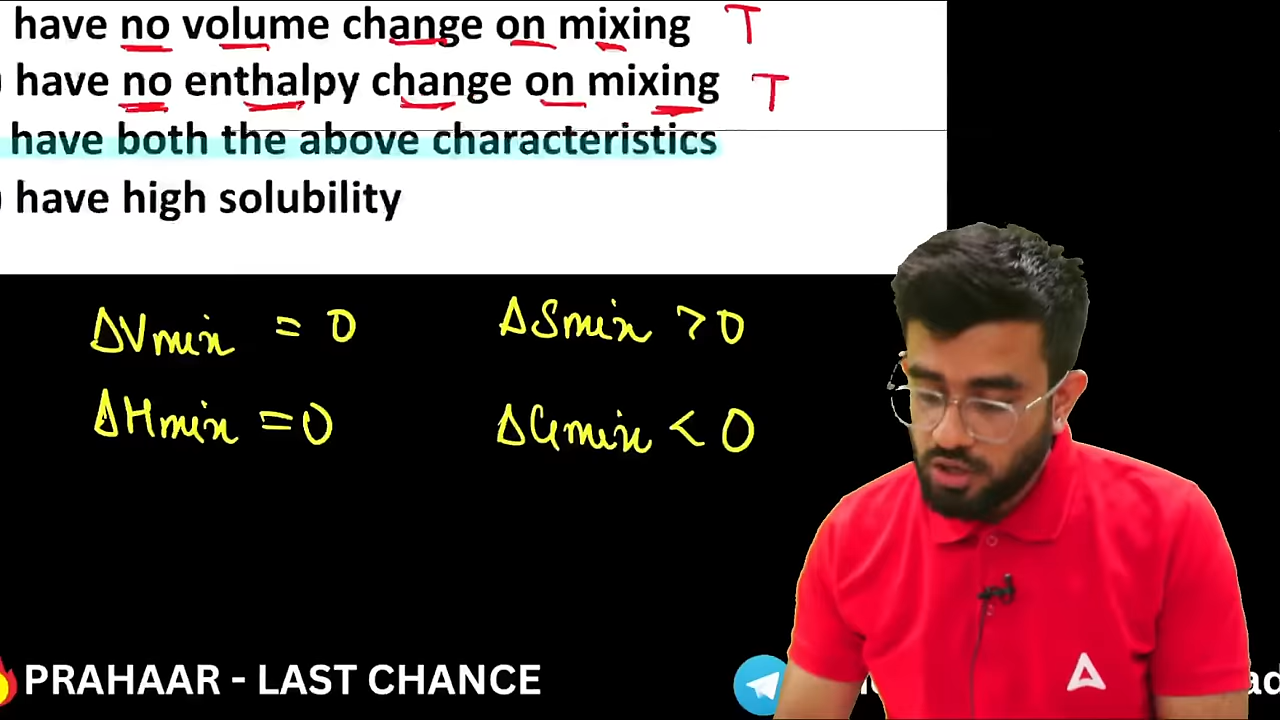 have no volume change on mixing T
) have no enthalpy change on mixing T
have both the above characteristics
) have high solubility
ΔVmix = 0 ΔSmix > 0
ΔHmix = 0 ΔGmix < 0
PRAHAAR - LAST CHANCE